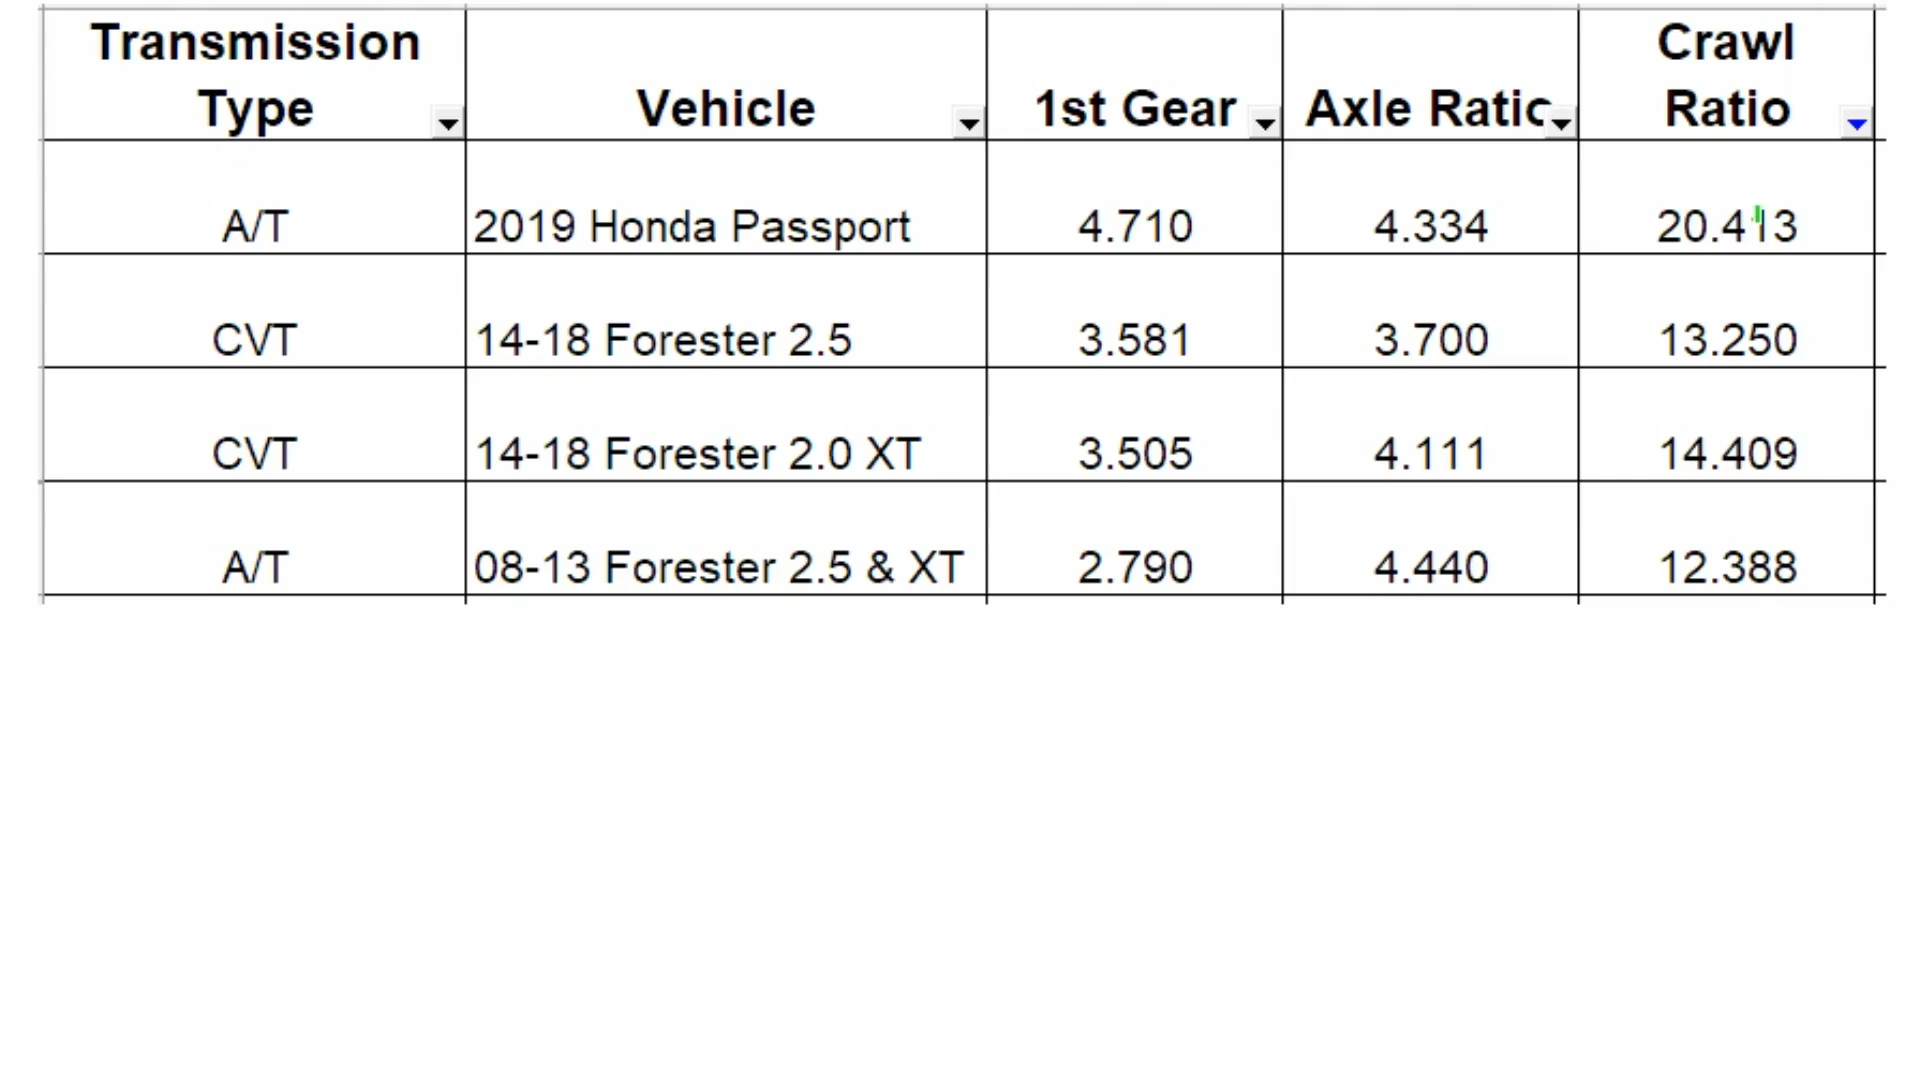 Transmission
Type
Vehicle
1st Gear
Axle Ratio
Crawl
Ratio
A/T 2019 Honda Passport 4.710 4.334 20.413
CVT 14-18 Forester 2.5 3.581 3.700 13.250
CVT 14-18 Forester 2.0 XT 3.505 4.111 14.409
A/T 08-13 Forester 2.5 & XT 2.790 4.440 12.388